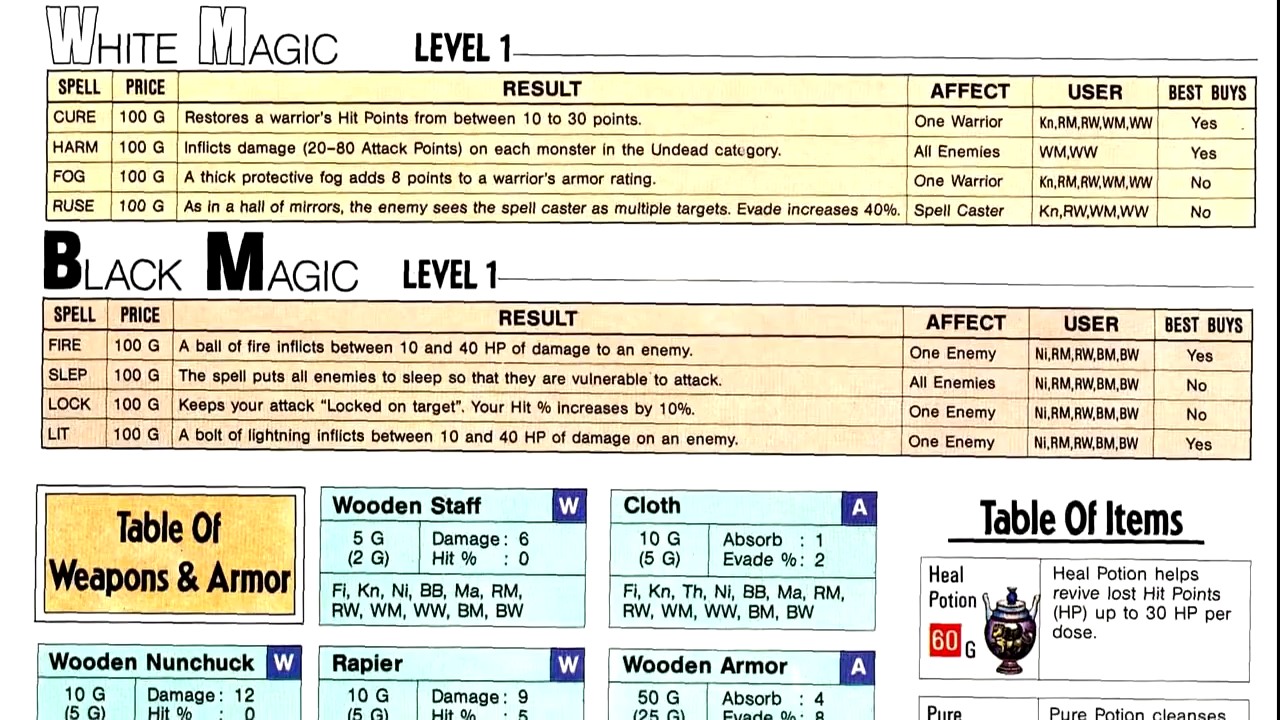 WHITE MAGIC LEVEL 1
SPELL PRICE RESULT AFFECT USER BEST BUYS
CURE 100 G Restores a warrior's Hit Points from between 10 to 30 points. One Warrior Kn,RM,RW,WM,WW Yes
HARM 100 G Inflicts damage (20–80 Attack Points) on each monster in the Undead category. All Enemies WM,WW Yes
FOG 100 G A thick protective fog adds 8 points to a warrior's armor rating. One Warrior Kn,RM,RW,WM,WW No
RUSE 100 G As in a hall of mirrors, the enemy sees the spell caster as multiple targets. Evade increases 40%. Spell Caster Kn,RW,WM,WW No
BLACK MAGIC LEVEL 1
SPELL PRICE RESULT AFFECT USER BEST BUYS
FIRE 100 G A ball of fire inflicts between 10 and 40 HP of damage to an enemy. One Enemy Ni,RM,RW,BM,BW Yes
SLEP 100 G The spell puts all enemies to sleep so that they are vulnerable to attack. All Enemies Ni,RM,RW,BM,BW No
LOCK 100 G Keeps your attack “Locked on target”. Your Hit % increases by 10%. One Enemy Ni,RM,RW,BM,BW No
LIT 100 G A bolt of lightning inflicts between 10 and 40 HP of damage on an enemy. One Enemy Ni,RM,RW,BM,BW Yes
Table Of
Weapons & Armor
Wooden Staff W
5 G Damage: 6
(2 G) Hit % : 0
Fi, Kn, Ni, BB, Ma, RM,
RW, WM, WW, BM, BW
Cloth A
10 G Absorb : 1
(5 G) Evade %: 2
Fi, Kn, Th, Ni, BB, Ma, RM,
RW, WM, WW, BM, BW
Wooden Nunchuck W
10 G Damage: 12
(5 G) Hit % : 0
Rapier W
10 G Damage: 9
(5 G) Hit % : 5
Wooden Armor A
50 G Absorb : 4
(25 G) Evade %: 8
Table Of Items
Heal
Potion
60 G
Heal Potion helps
revive lost Hit Points
(HP) up to 30 HP per
dose.
Pure
Pure Potion cleanses